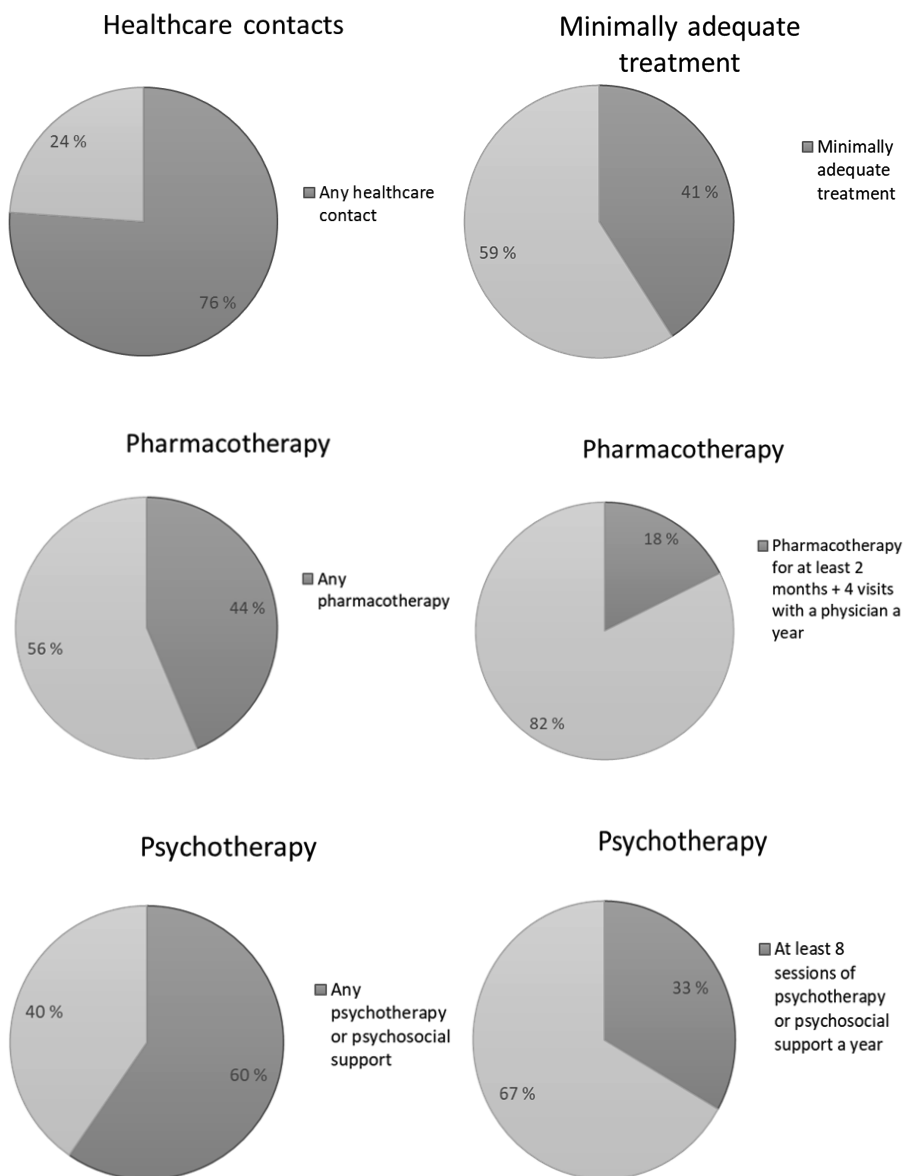 Healthcare contacts
24 %
76 %
Any healthcare
contact
Minimally adequate
treatment
41 %
59 %
Minimally
adequate
treatment
Pharmacotherapy
44 %
56 %
Any
pharmacotherapy
Pharmacotherapy
18 %
82 %
Pharmacotherapy
for at least 2
months + 4 visits
with a physician a
year
Psychotherapy
40 %
60 %
Any
psychotherapy
or psychosocial
support
Psychotherapy
33 %
67 %
At least 8
sessions of
psychotherapy
or psychosocial
support a year